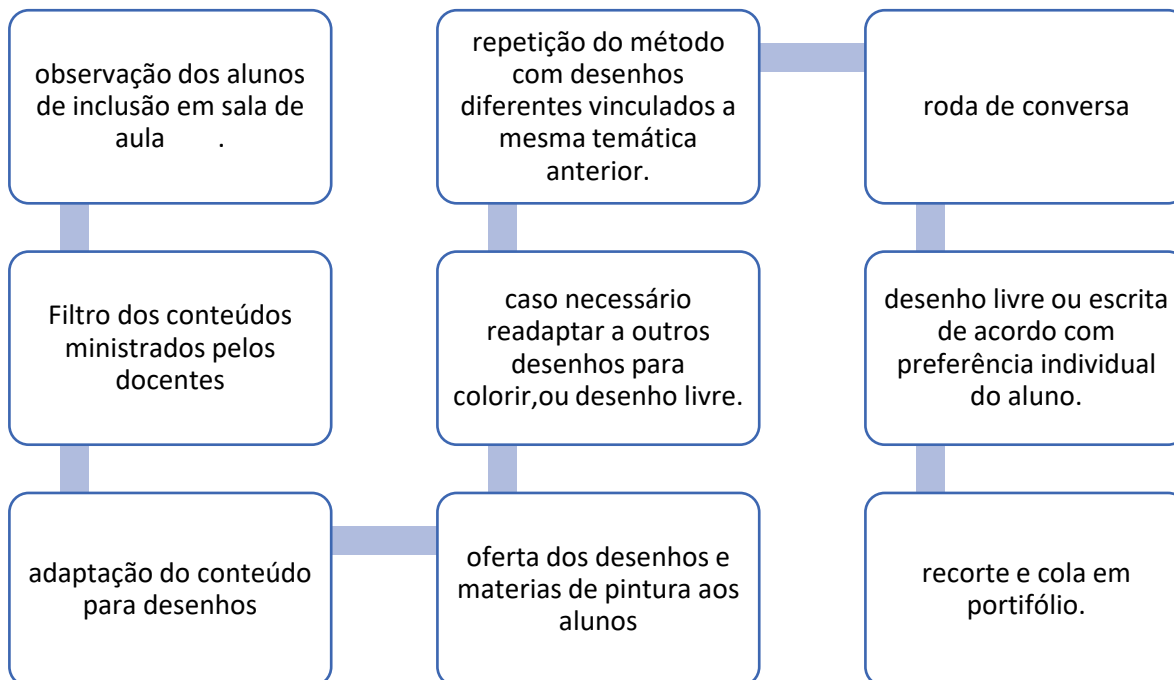 observação dos alunos
de inclusão em sala de
aula .
Filtro dos conteúdos
ministrados pelos
docentes
adaptação do conteúdo
para desenhos
oferta dos desenhos e
materias de pintura aos
alunos
caso necessário
readaptar a outros
desenhos para
colorir,ou desenho livre.
repetição do método
com desenhos
diferentes vinculados a
mesma temática
anterior.
roda de conversa
desenho livre ou escrita
de acordo com
preferência individual
do aluno.
recorte e cola em
portifólio.